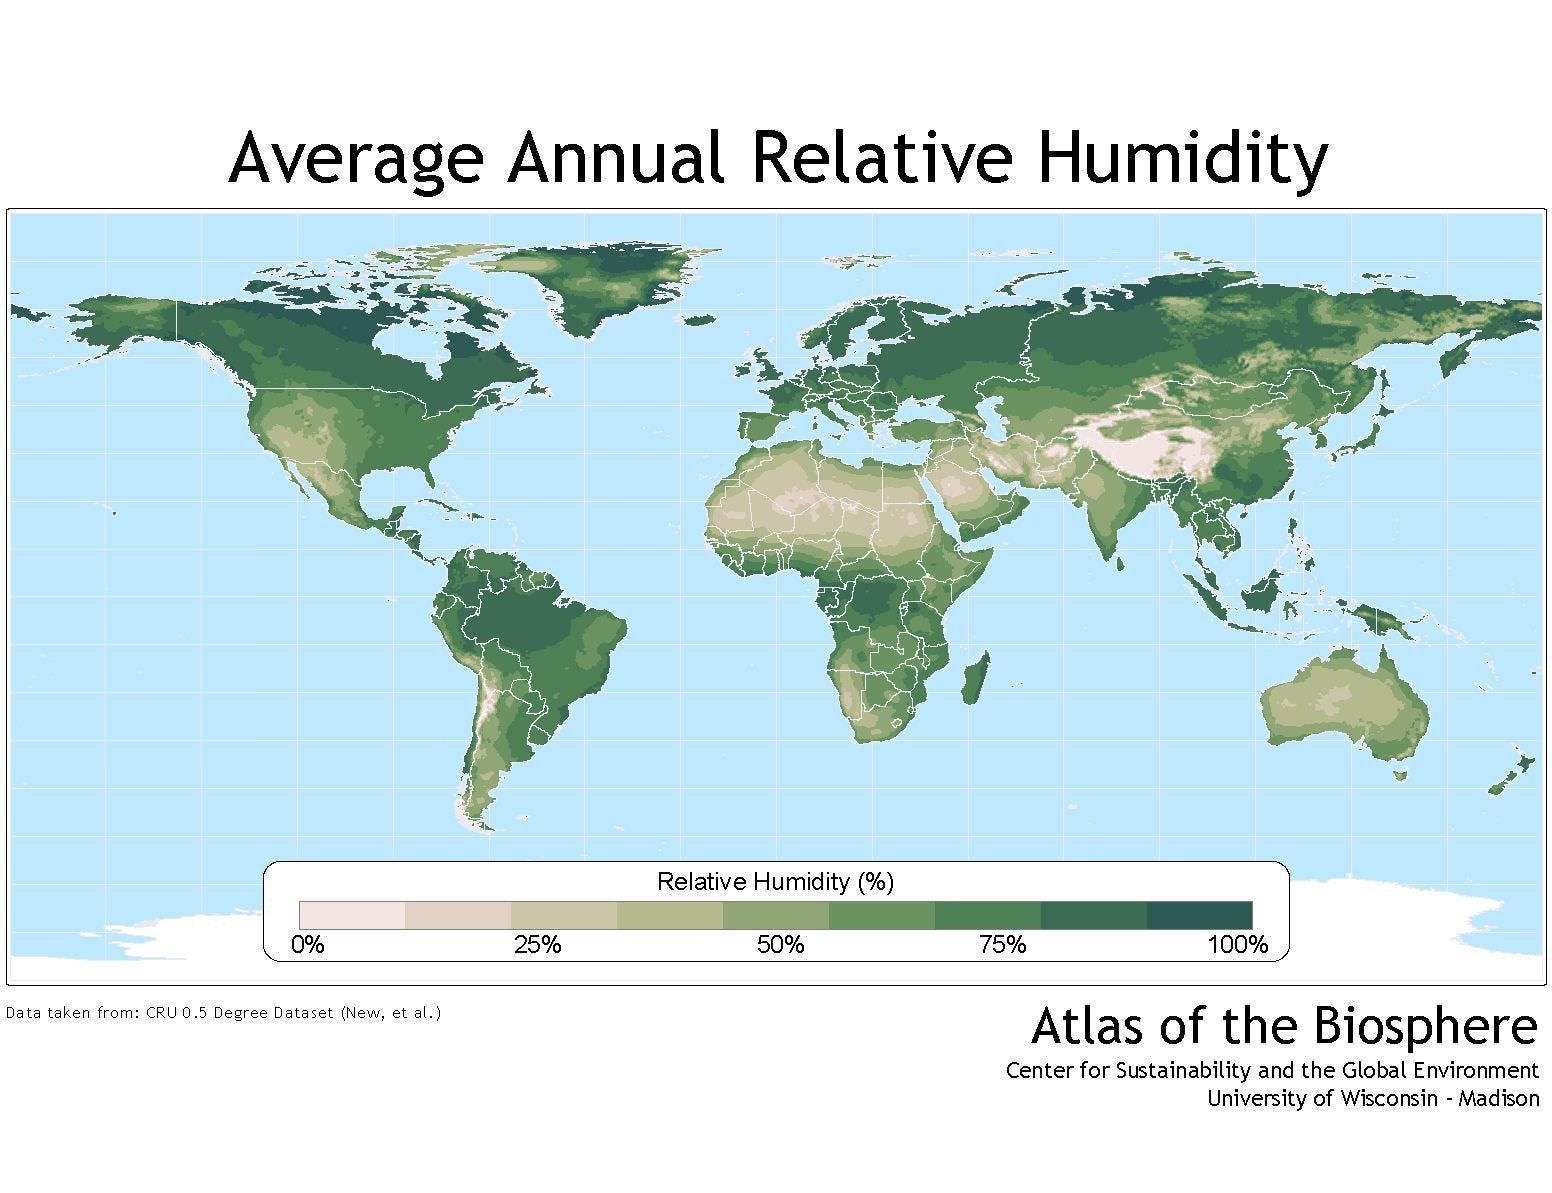 Average Annual Relative Humidity
Relative Humidity (%)
0% 25% 50% 75% 100%
Data taken from: CRU 0.5 Degree Dataset (New, et al.)
Atlas of the Biosphere
Center for Sustainability and the Global Environment
University of Wisconsin - Madison